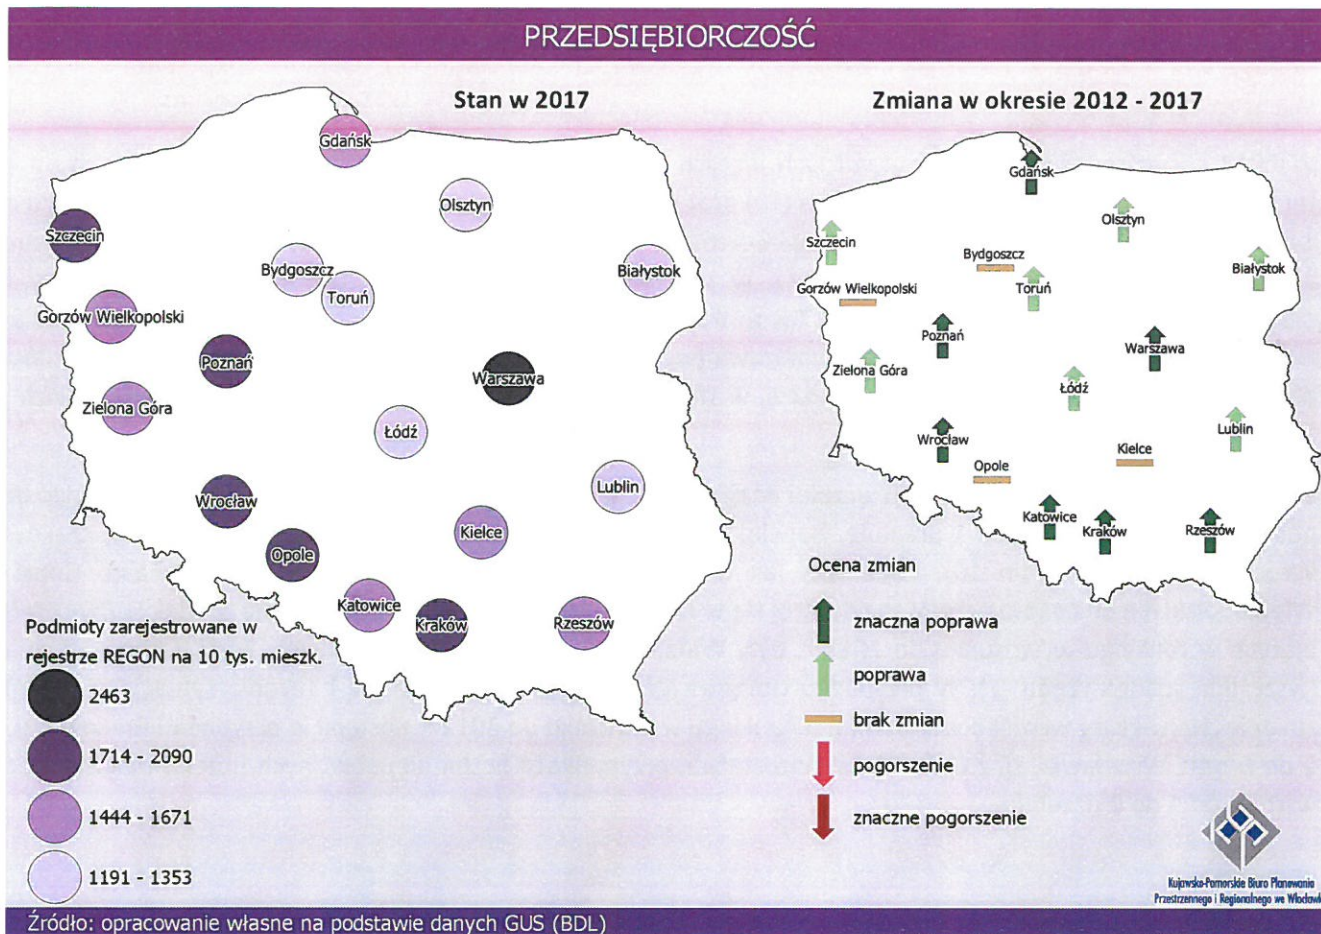 PRZEDSIĘBIORCZOŚĆ
Stan w 2017
Gdańsk
Olsztyn
Szczecin
Bydgoszcz
Białystok
Toruń
Gorzów Wielkopolski
Poznań
Warszawa
Zielona Góra
Łódź
Wrocław
Lublin
Kielce
Opole
Katowice
Kraków
Rzeszów
Podmioty zarejestrowane w
rejestrze REGON na 10 tys. mieszk.
2463
1714 - 2090
1444 - 1671
1191 - 1353
Zmiana w okresie 2012 - 2017
Gdańsk
Olsztyn
Szczecin
Bydgoszcz
Białystok
Gorzów Wielkopolski
Toruń
Poznań
Warszawa
Zielona Góra
Łódź
Lublin
Wrocław
Kielce
Opole
Katowice
Kraków
Rzeszów
Ocena zmian
znaczna poprawa
poprawa
brak zmian
pogorszenie
znaczne pogorszenie
Kujawsko-Pomorskie Biuro Planowania
Przestrzennego i Regionalnego we Włocławku
Źródło: opracowanie własne na podstawie danych GUS (BDL)